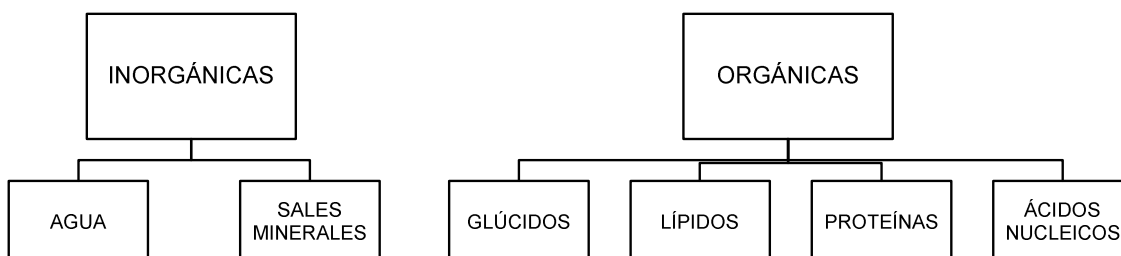 INORGÁNICAS
ORGÁNICAS
AGUA
SALES
MINERALES
GLÚCIDOS
LÍPIDOS
PROTEÍNAS
ÁCIDOS
NUCLEICOS